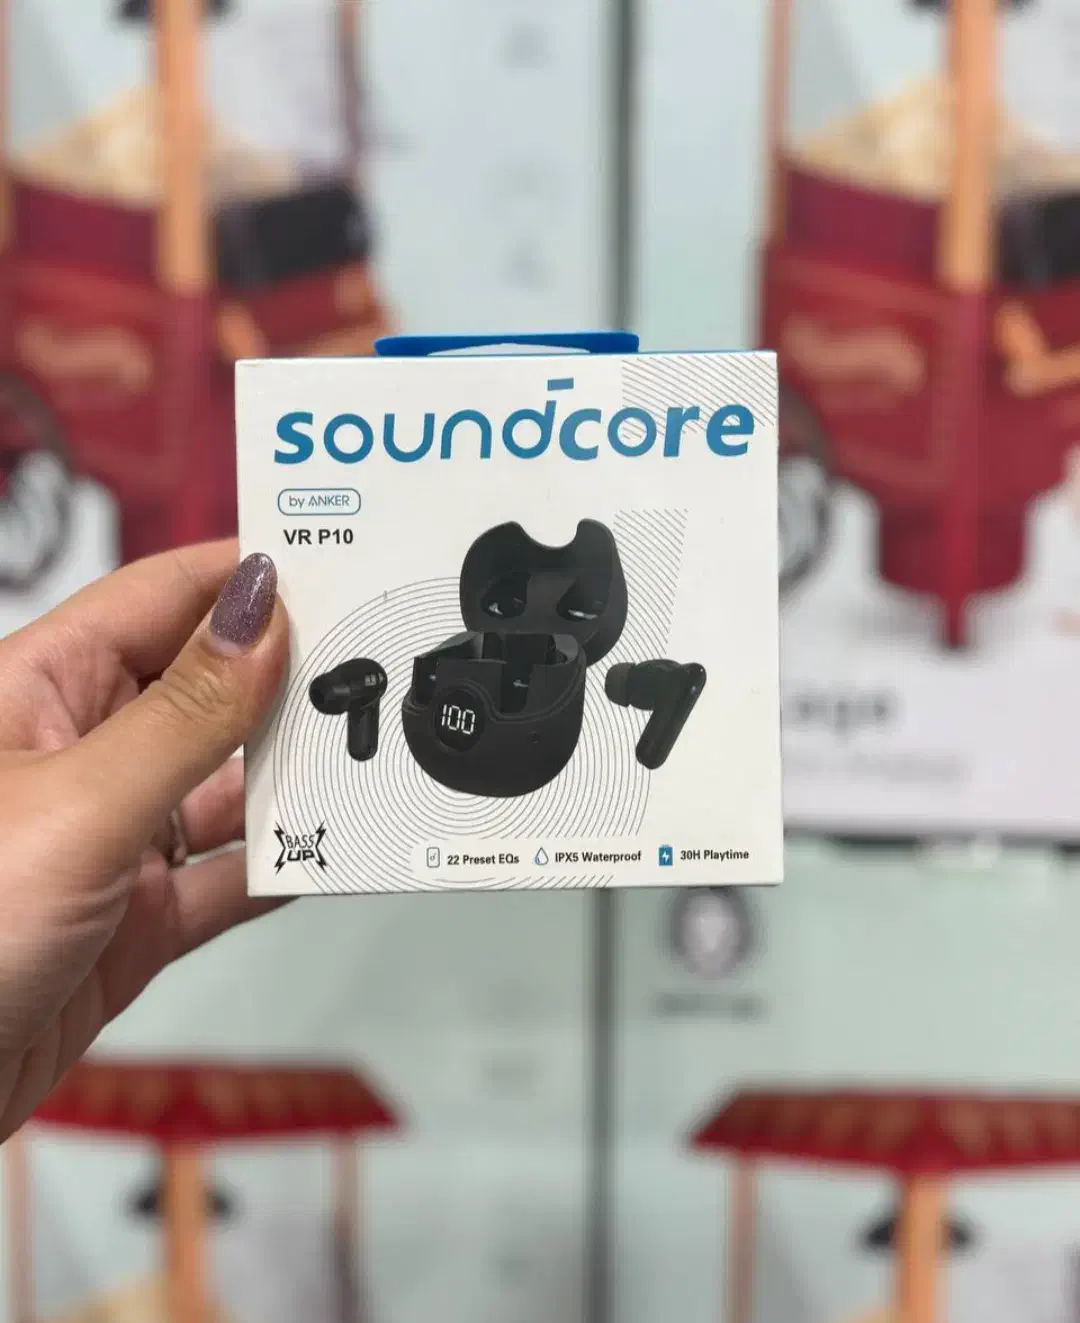 soundcore
by ANKER
VR P10
100
BASS
UP
22 Preset EQs
IPX5 Waterproof
30H Playtime